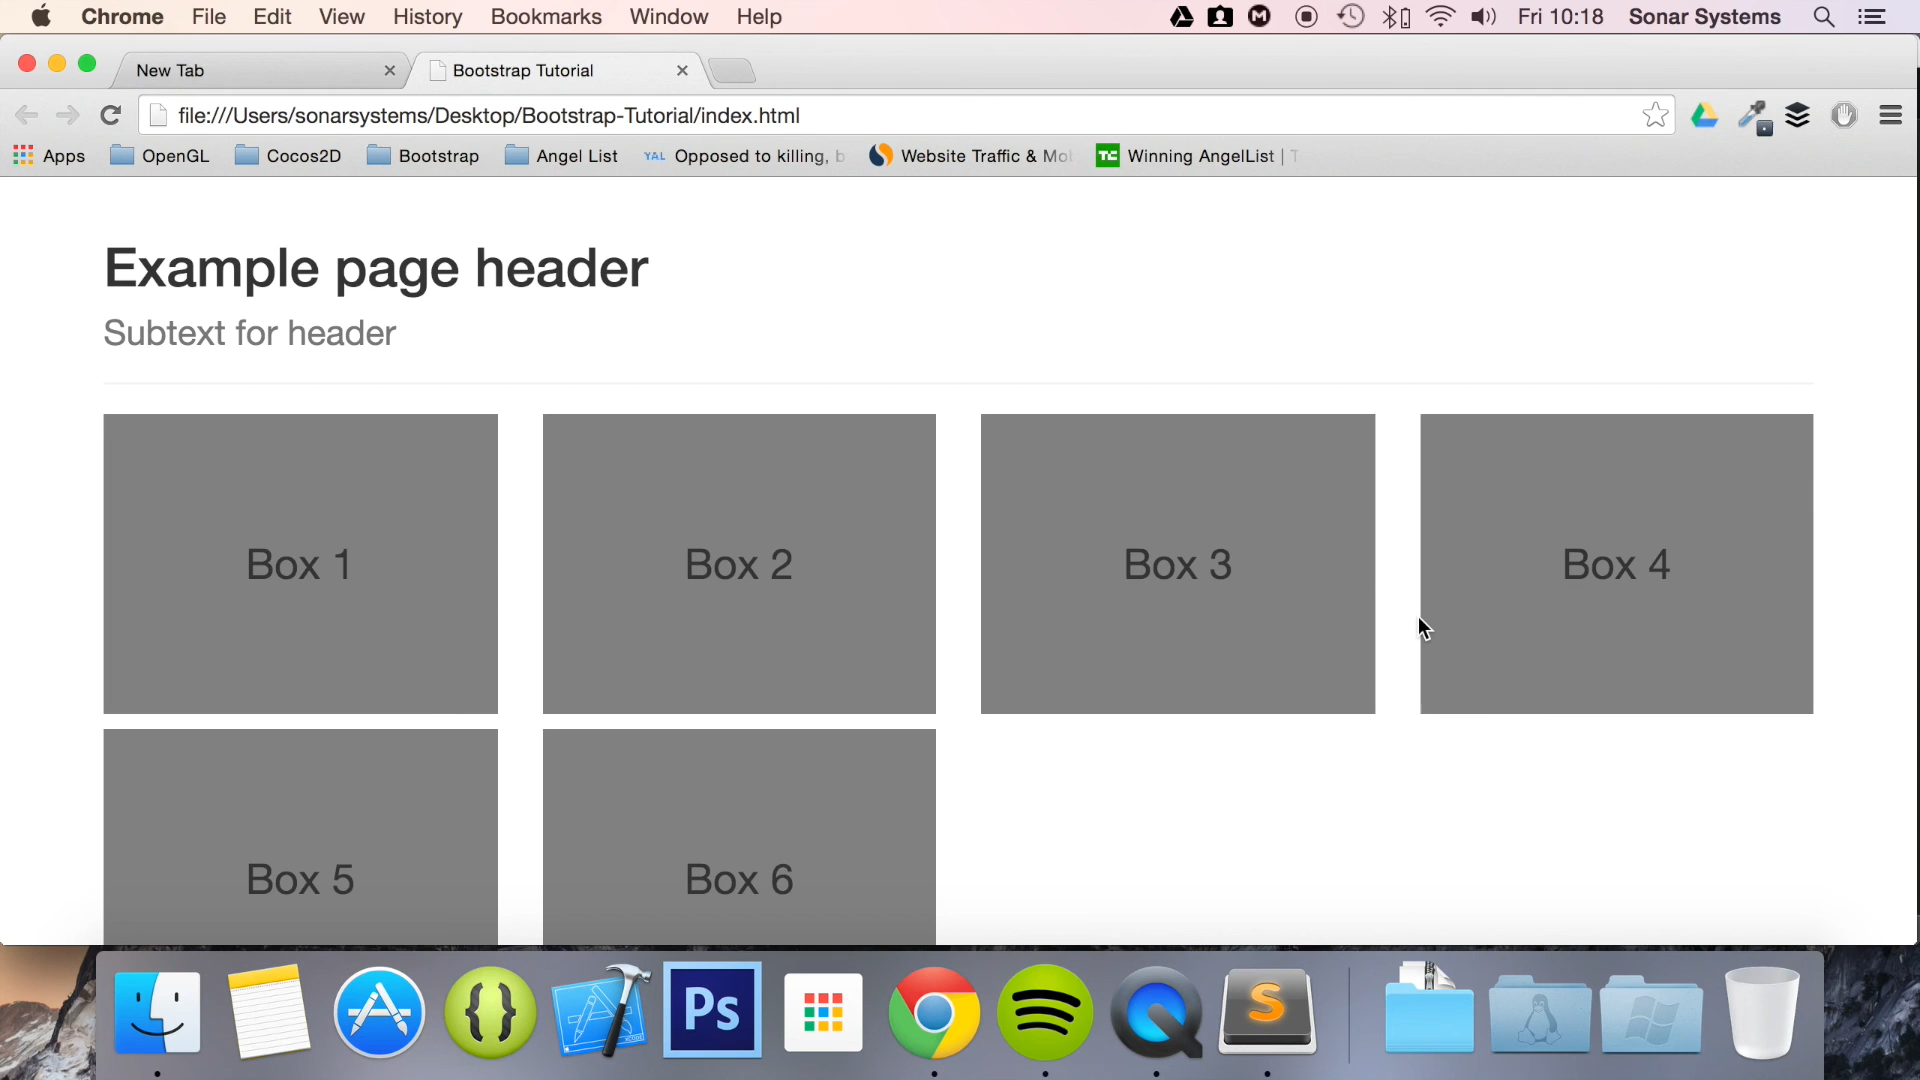 Chrome File Edit View History Bookmarks Window Help Fri 10:18 Sonar Systems
New Tab Bootstrap Tutorial
file:///Users/sonarsystems/Desktop/Bootstrap-Tutorial/index.html
Apps OpenGL Cocos2D Bootstrap Angel List YAL Opposed to killing, b Website Traffic & Mo TC Winning AngelList | T
Example page header
Subtext for header
Box 1 Box 2 Box 3 Box 4
Box 5 Box 6
Ps S